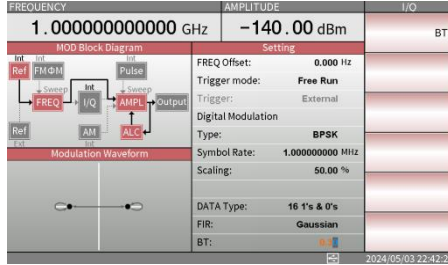 FREQUENCY AMPLITUDE I/Q
1.000000000000 GHz -140.00 dBm
BT
MOD Block Diagram
Int Int
Ref FMΦM Pulse
Sweep Int Sweep
FREQ I/Q AMPL Output
Ref AM ALC
Ext Int
Modulation Waveform
Setting
FREQ Offset: 0.000 Hz
Trigger mode: Free Run
Trigger: External
Digital Modulation
Type: BPSK
Symbol Rate: 1.000000000 MHz
Scaling: 50.00 %
DATA Type: 16 1's & 0's
FIR: Gaussian
BT:
2024/05/03 22:42:2